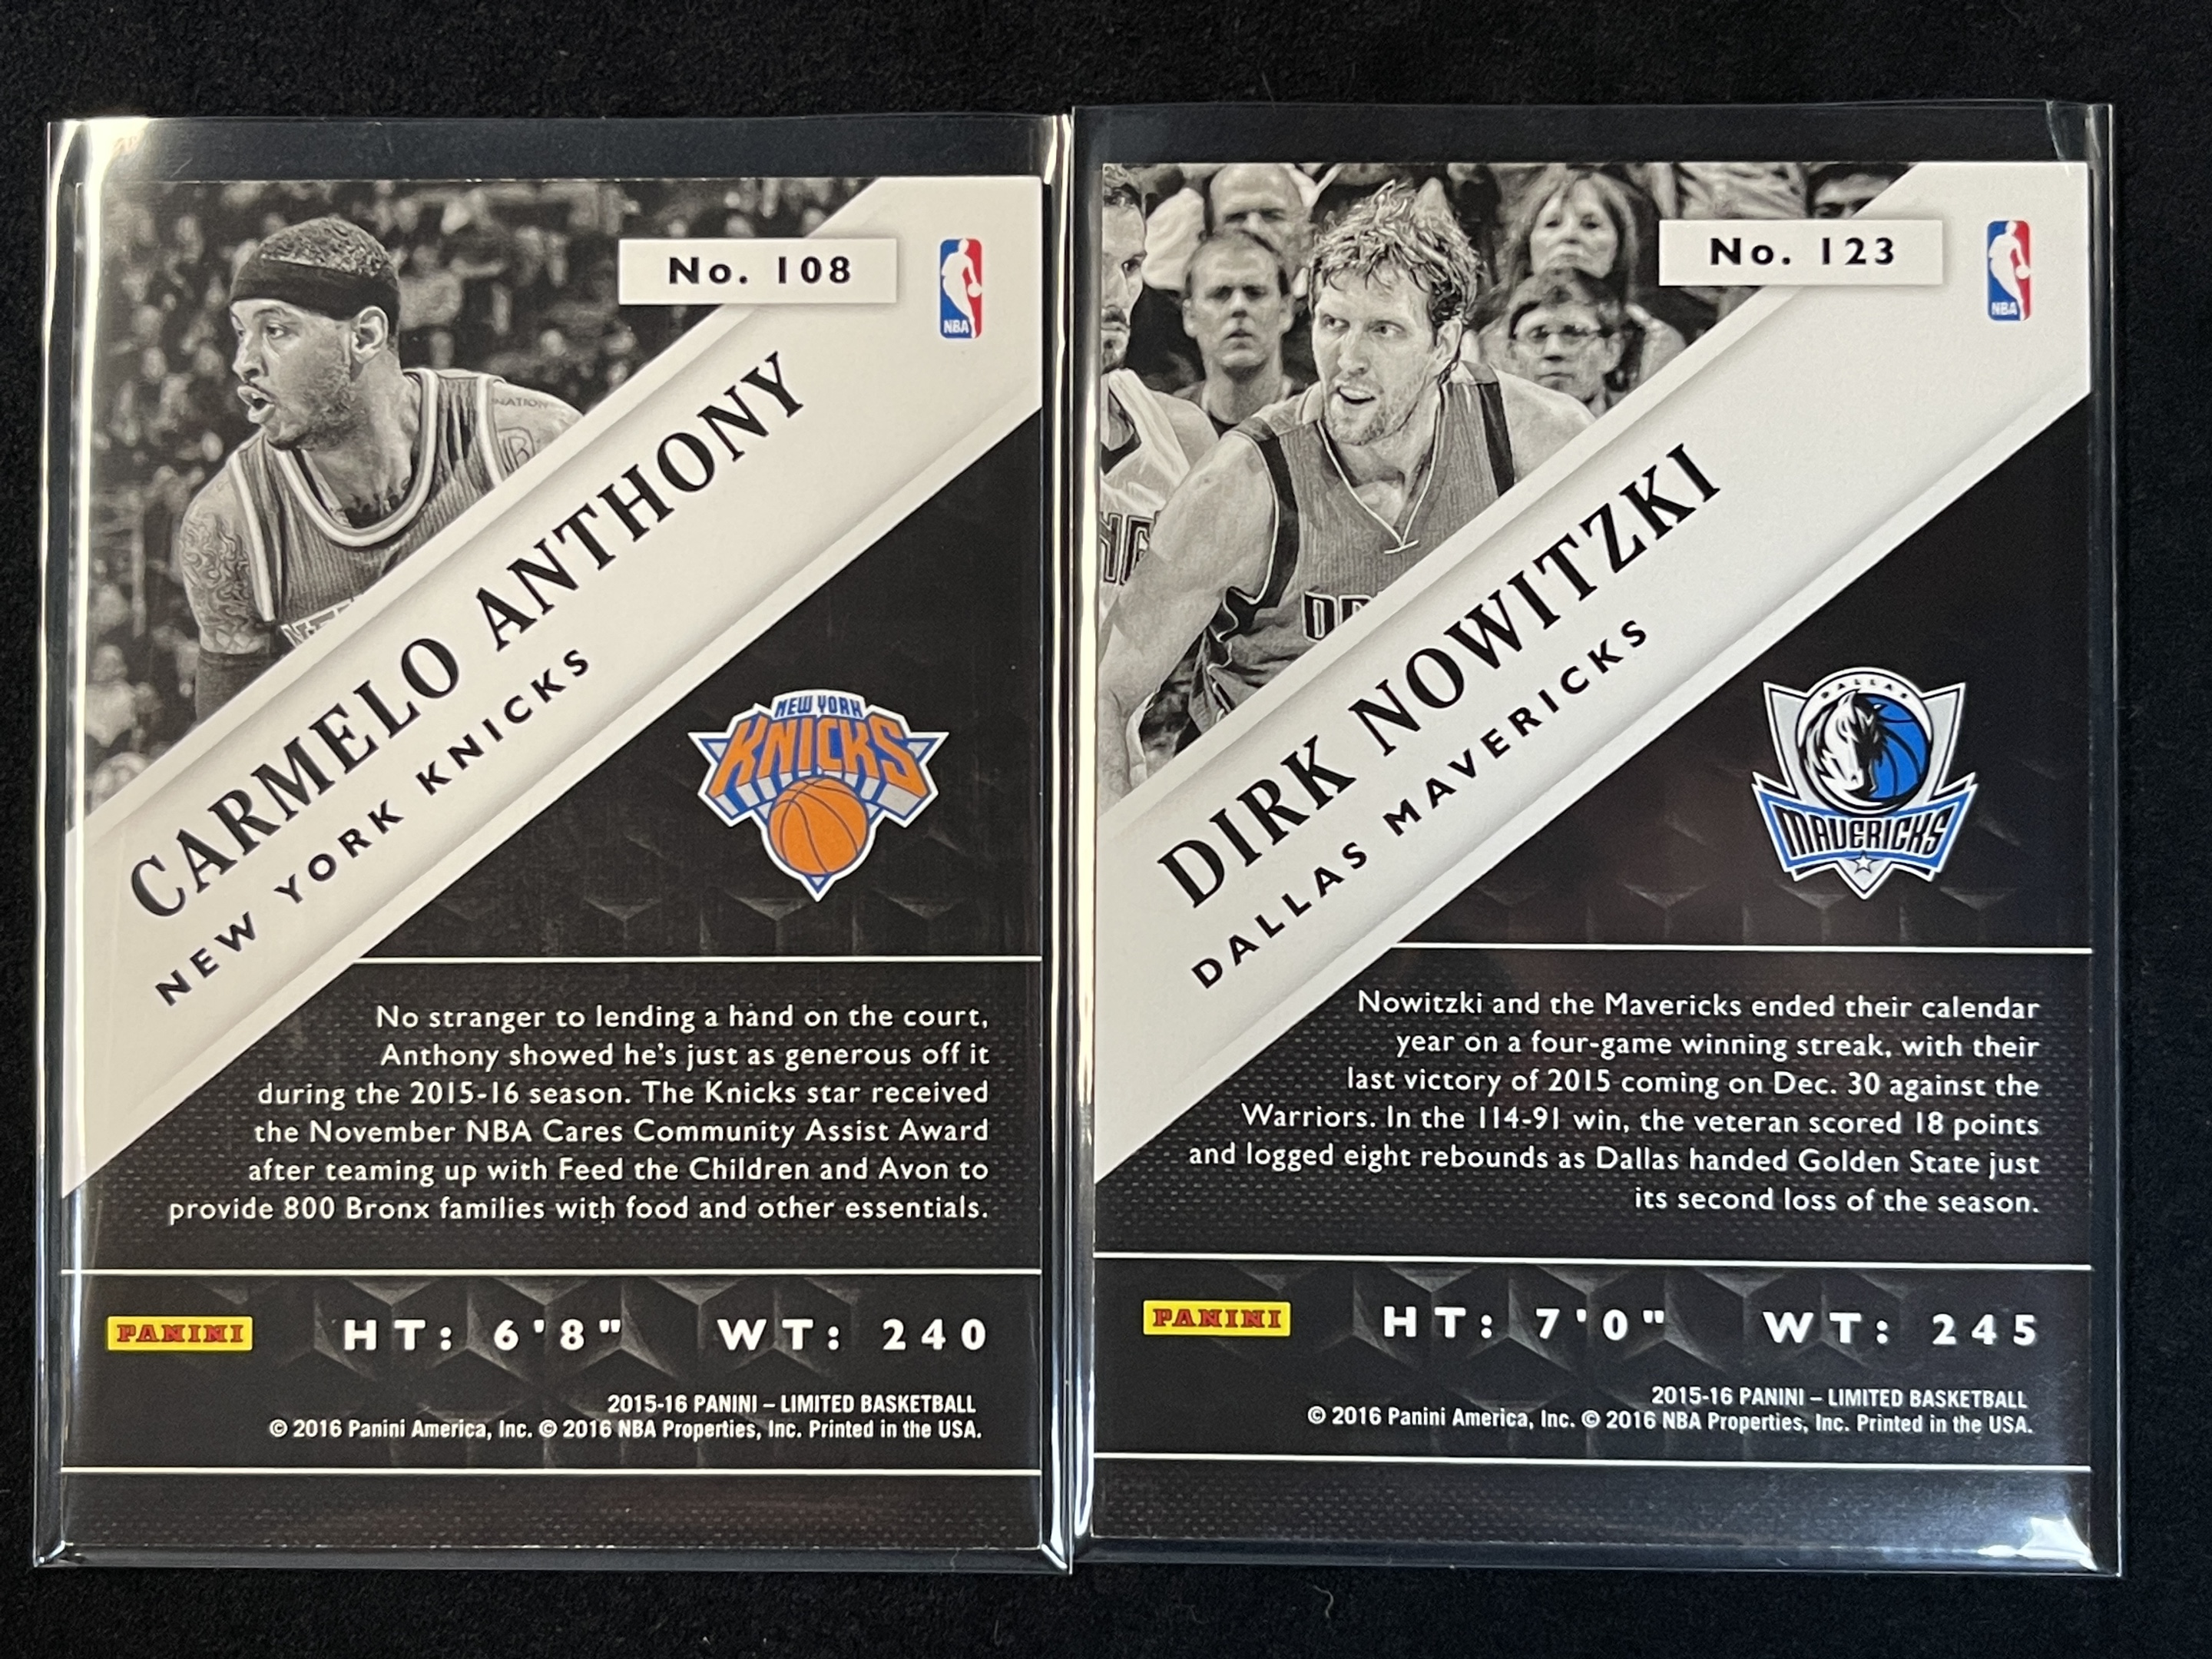 No. 108
NBA
NATION
CARMELO ANTHONY
NEW YORK KNICKS
NEW YORK
KNICKS
No stranger to lending a hand on the court,
Anthony showed he's just as generous off it
during the 2015-16 season. The Knicks star received
the November NBA Cares Community Assist Award
after teaming up with Feed the Children and Avon to
provide 800 Bronx families with food and other essentials.
PANINI HT: 6'8" WT: 240
2015-16 PANINI – LIMITED BASKETBALL
© 2016 Panini America, Inc. © 2016 NBA Properties, Inc. Printed in the USA.
No. 123
NBA
DIRK NOWITZKI
DALLAS MAVERICKS
DALLAS
MAVERICKS
Nowitzki and the Mavericks ended their calendar
year on a four-game winning streak, with their
last victory of 2015 coming on Dec. 30 against the
Warriors. In the 114-91 win, the veteran scored 18 points
and logged eight rebounds as Dallas handed Golden State just
its second loss of the season.
PANINI HT: 7'0" WT: 245
2015-16 PANINI – LIMITED BASKETBALL
© 2016 Panini America, Inc. © 2016 NBA Properties, Inc. Printed in the USA.